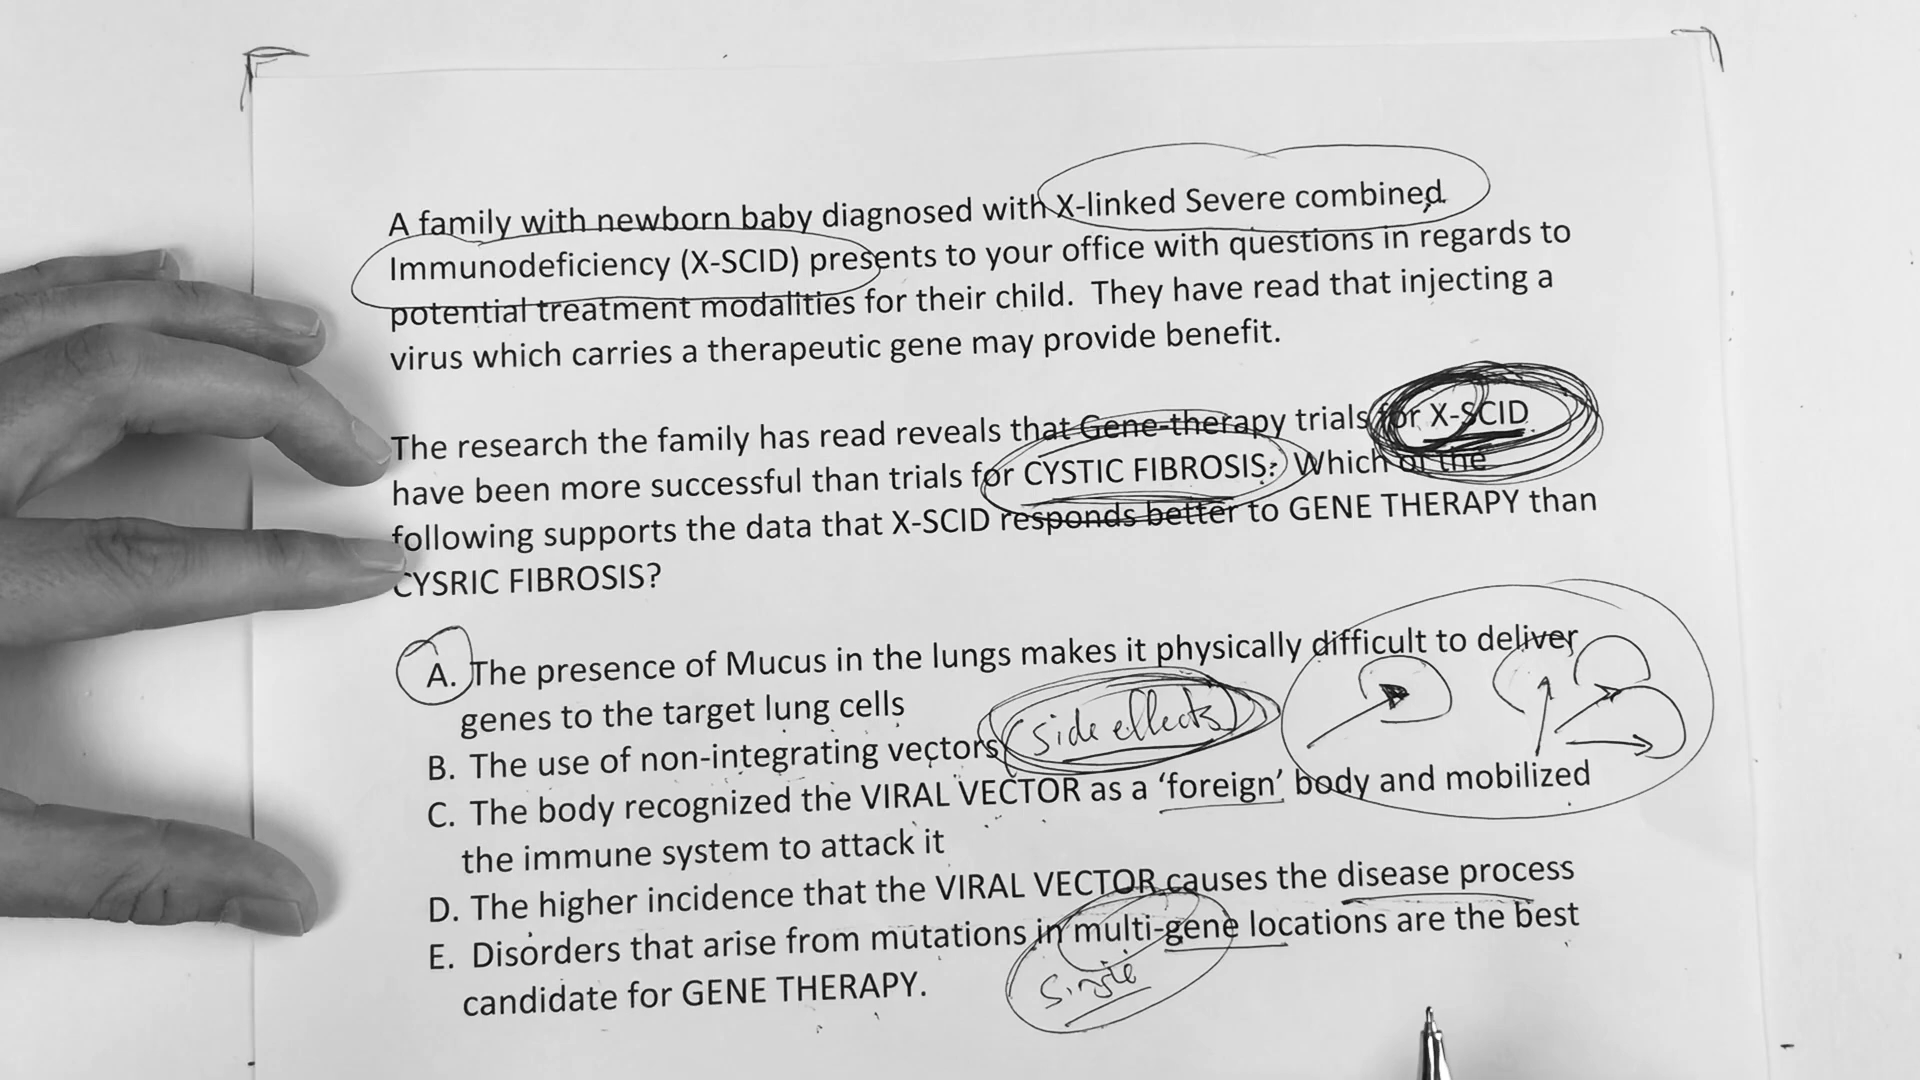 A family with newborn baby diagnosed with X-linked Severe combined
Immunodeficiency (X-SCID) presents to your office with questions in regards to
potential treatment modalities for their child. They have read that injecting a
virus which carries a therapeutic gene may provide benefit.
The research the family has read reveals that Gene-therapy trials for X-SCID
have been more successful than trials for CYSTIC FIBROSIS. Which of the
following supports the data that X-SCID responds better to GENE THERAPY than
CYSRIC FIBROSIS?
A. The presence of Mucus in the lungs makes it physically difficult to deliver
genes to the target lung cells
B. The use of non-integrating vectors (side effects)
C. The body recognized the VIRAL VECTOR as a ‘foreign’ body and mobilized
the immune system to attack it
D. The higher incidence that the VIRAL VECTOR causes the disease process
E. Disorders that arise from mutations in multi-gene locations are the best
candidate for GENE THERAPY.
Single